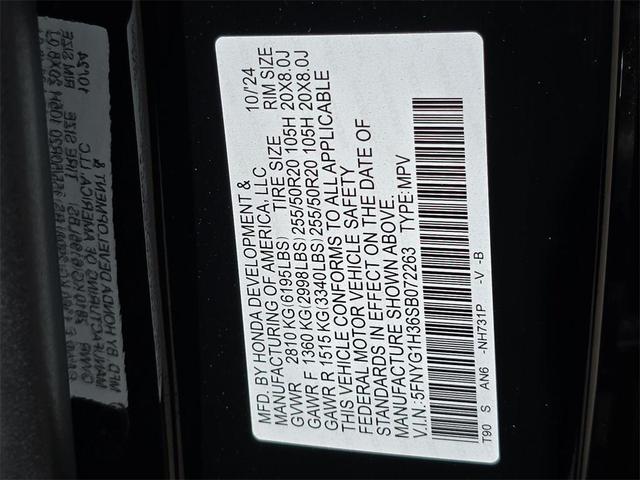 MFD. BY HONDA DEVELOPMENT & 10/'24
MANUFACTURING OF AMERICA, LLC
TIRE SIZE RIM SIZE
GVWR 2810 KG(6195LBS)
GAWR F 1360 KG(2998LBS) 255/50R20 105H 20X8.0J
GAWR R 1515 KG(3340LBS) 255/50R20 105H 20X8.0J
THIS VEHICLE CONFORMS TO ALL APPLICABLE
FEDERAL MOTOR VEHICLE SAFETY
STANDARDS IN EFFECT ON THE DATE OF
MANUFACTURE SHOWN ABOVE.
V.I.N.: 5FNYG1H36SB072263 TYPE: MPV
T90 S AN6 -NH731P -V -B